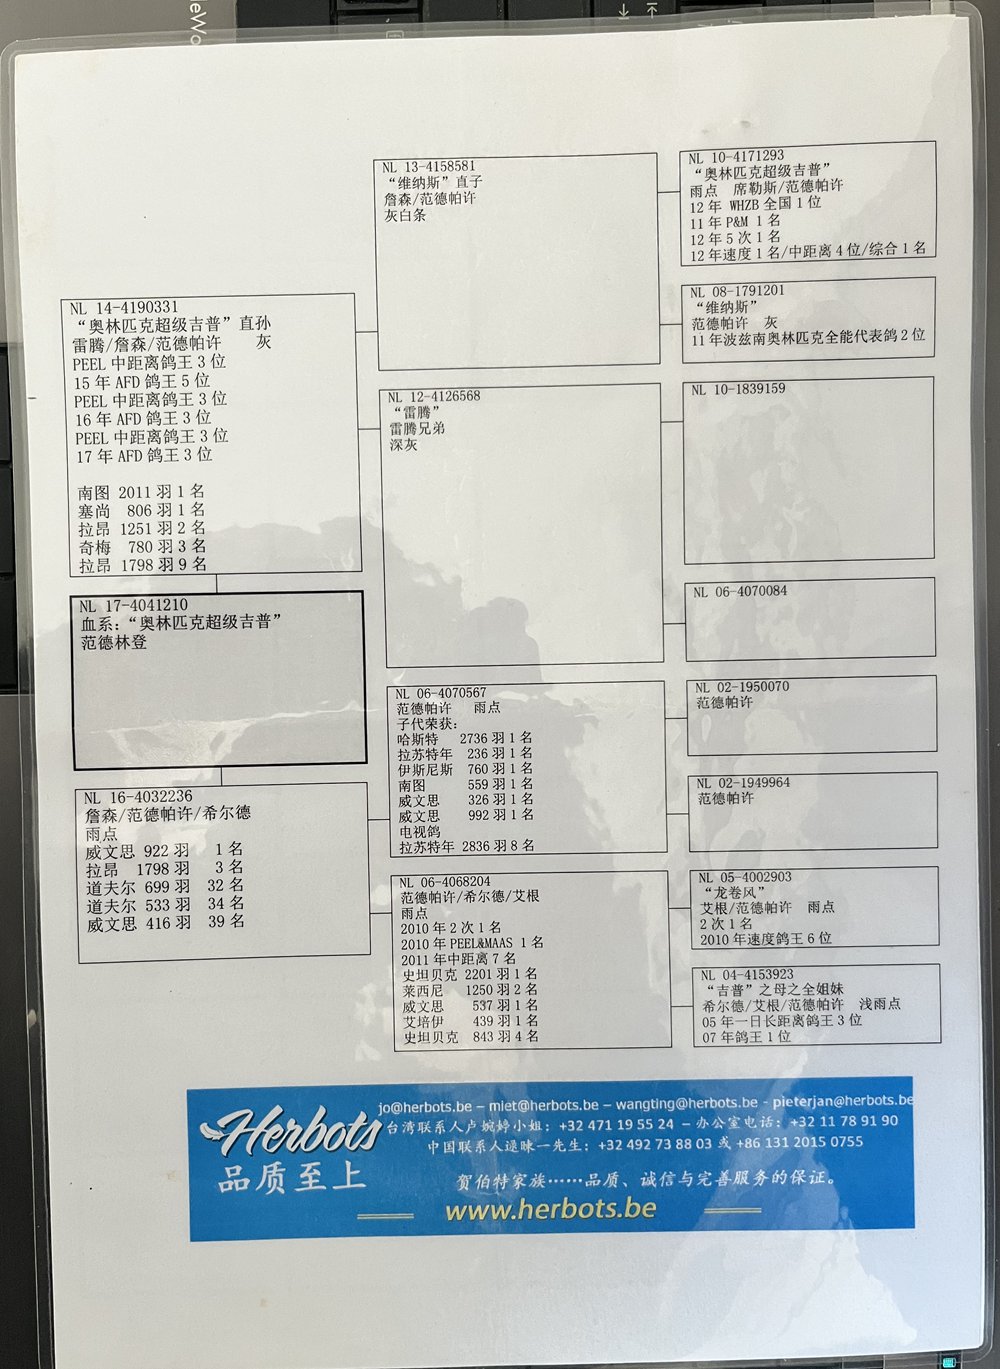 NL 14-4190331
“奥林匹克超级吉普”直孙
雷腾/詹森/范德帕许 灰
PEEL 中距离鸽王 3 位
15 年 AFD 鸽王 5 位
PEEL 中距离鸽王 3 位
16 年 AFD 鸽王 3 位
PEEL 中距离鸽王 3 位
17 年 AFD 鸽王 3 位
南图 2011 羽 1 名
塞尚 806 羽 1 名
拉昂 1251 羽 2 名
奇梅 780 羽 3 名
拉昂 1798 羽 9 名
NL 17-4041210
血系：“奥林匹克超级吉普”
范德林登
NL 16-4032236
詹森/范德帕许/希尔德
雨点
威文思 922 羽 1 名
拉昂 1798 羽 3 名
道夫尔 699 羽 32 名
道夫尔 533 羽 34 名
威文思 416 羽 39 名
NL 13-4158581
“维纳斯”直子
詹森/范德帕许
灰白条
NL 12-4126568
“雷腾”
雷腾兄弟
深灰
NL 06-4070567
范德帕许 雨点
子代荣获：
哈斯特 2736 羽 1 名
拉苏特年 236 羽 1 名
伊斯尼斯 760 羽 1 名
南图 559 羽 1 名
威文思 326 羽 1 名
威文思 992 羽 1 名
电视鸽
拉苏特年 2836 羽 8 名
NL 06-4068204
范德帕许/希尔德/艾根
雨点
2010 年 2 次 1 名
2010 年 PEEL&MAAS 1 名
2011 年中距离 7 名
史坦贝克 2201 羽 1 名
莱西尼 1250 羽 2 名
威文思 537 羽 1 名
艾培伊 439 羽 1 名
史坦贝克 843 羽 4 名
NL 10-4171293
“奥林匹克超级吉普”
雨点 席勒斯/范德帕许
12 年 WHZB 全国 1 位
11 年 P&M 1 名
12 年 5 次 1 名
12 年速度 1 名/中距离 4 位/综合 1 名
NL 08-1791201
“维纳斯”
范德帕许 灰
11 年波兹南奥林匹克全能代表鸽 2 位
NL 10-1839159
NL 06-4070084
NL 02-1950070
范德帕许
NL 02-1949964
范德帕许
NL 05-4002903
“龙卷风”
艾根/范德帕许 雨点
2 次 1 名
2010 年速度鸽王 6 位
NL 04-4153923
“吉普”之母之全姐妹
希尔德/艾根/范德帕许 浅雨点
05 年一日长距离鸽王 3 位
07 年鸽王 1 位
Herbots
品质至上
jo@herbots.be – miet@herbots.be – wangting@herbots.be - pieterjan@herbots.be
台湾联系人卢婉婷小姐：+32 471 19 55 24 – 办公室电话：+32 11 78 91 90
中国联系人逯昧一先生：+32 492 73 88 03 或 +86 131 2015 0755
贺伯特家族……品质、诚信与完善服务的保证。
www.herbots.be